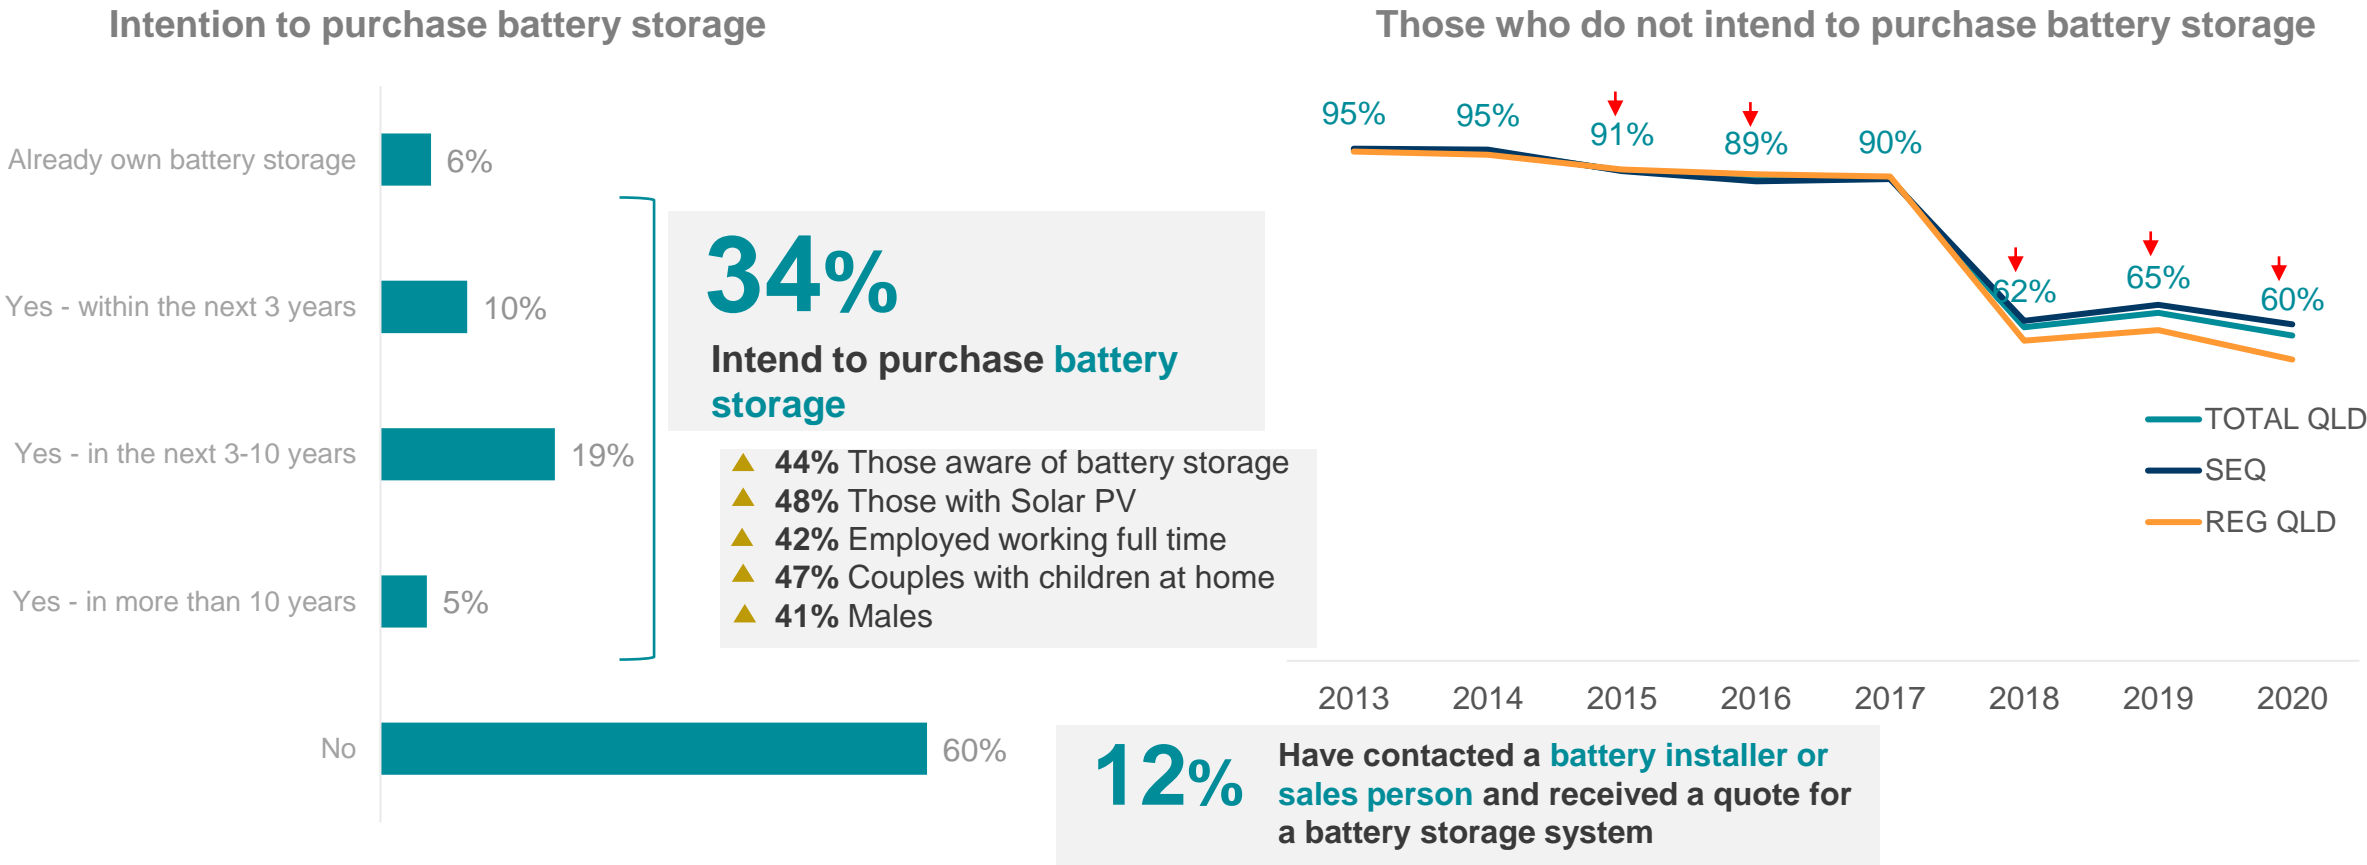 Intention to purchase battery storage
Already own battery storage
6%
Yes - within the next 3 years
10%
Yes - in the next 3-10 years
19%
Yes - in more than 10 years
5%
No
60%
34%
Intend to purchase battery
storage
44% Those aware of battery storage
48% Those with Solar PV
42% Employed working full time
47% Couples with children at home
41% Males
Those who do not intend to purchase battery storage
95%
95%
91%
89%
90%
62%
65%
60%
TOTAL QLD
SEQ
REG QLD
2013
2014
2015
2016
2017
2018
2019
2020
12%
Have contacted a battery installer or
sales person and received a quote for
a battery storage system